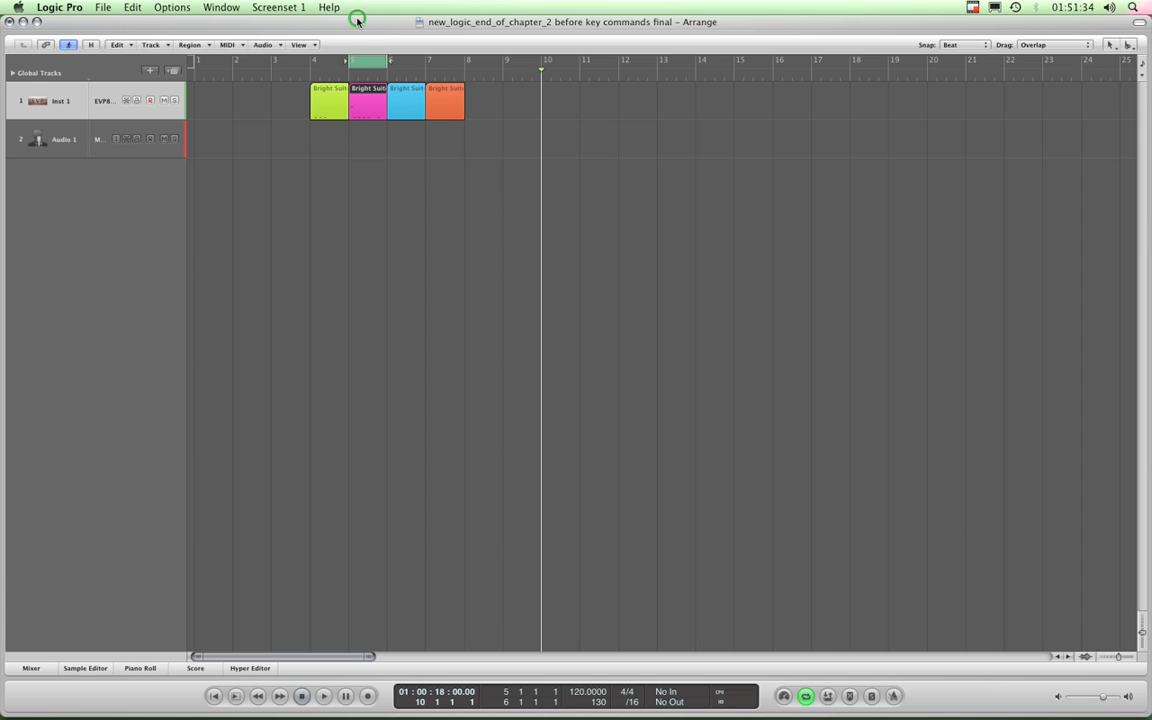 Logic Pro File Edit Options Window Screenset 1 Help 01:51:34
new_logic_end_of_chapter_2 before key commands final – Arrange
H Edit Track Region MIDI Audio View Snap: Beat Drag: Overlap
1 2 3 4 5 6 7 8 9 10 11 12 13 14 15 16 17 18 19 20 21 22 23 24 25
Global Tracks
1 Inst 1 EVP8... R M S Bright Suit Bright Suit Bright Suit Bright Suit
2 Audio 1 M...
Mixer Sample Editor Piano Roll Score Hyper Editor
01 : 00 : 18 : 00.00 5 1 1 1 120.0000 4/4 No In CPU
10 1 1 1 6 1 1 1 130 /16 No Out HD